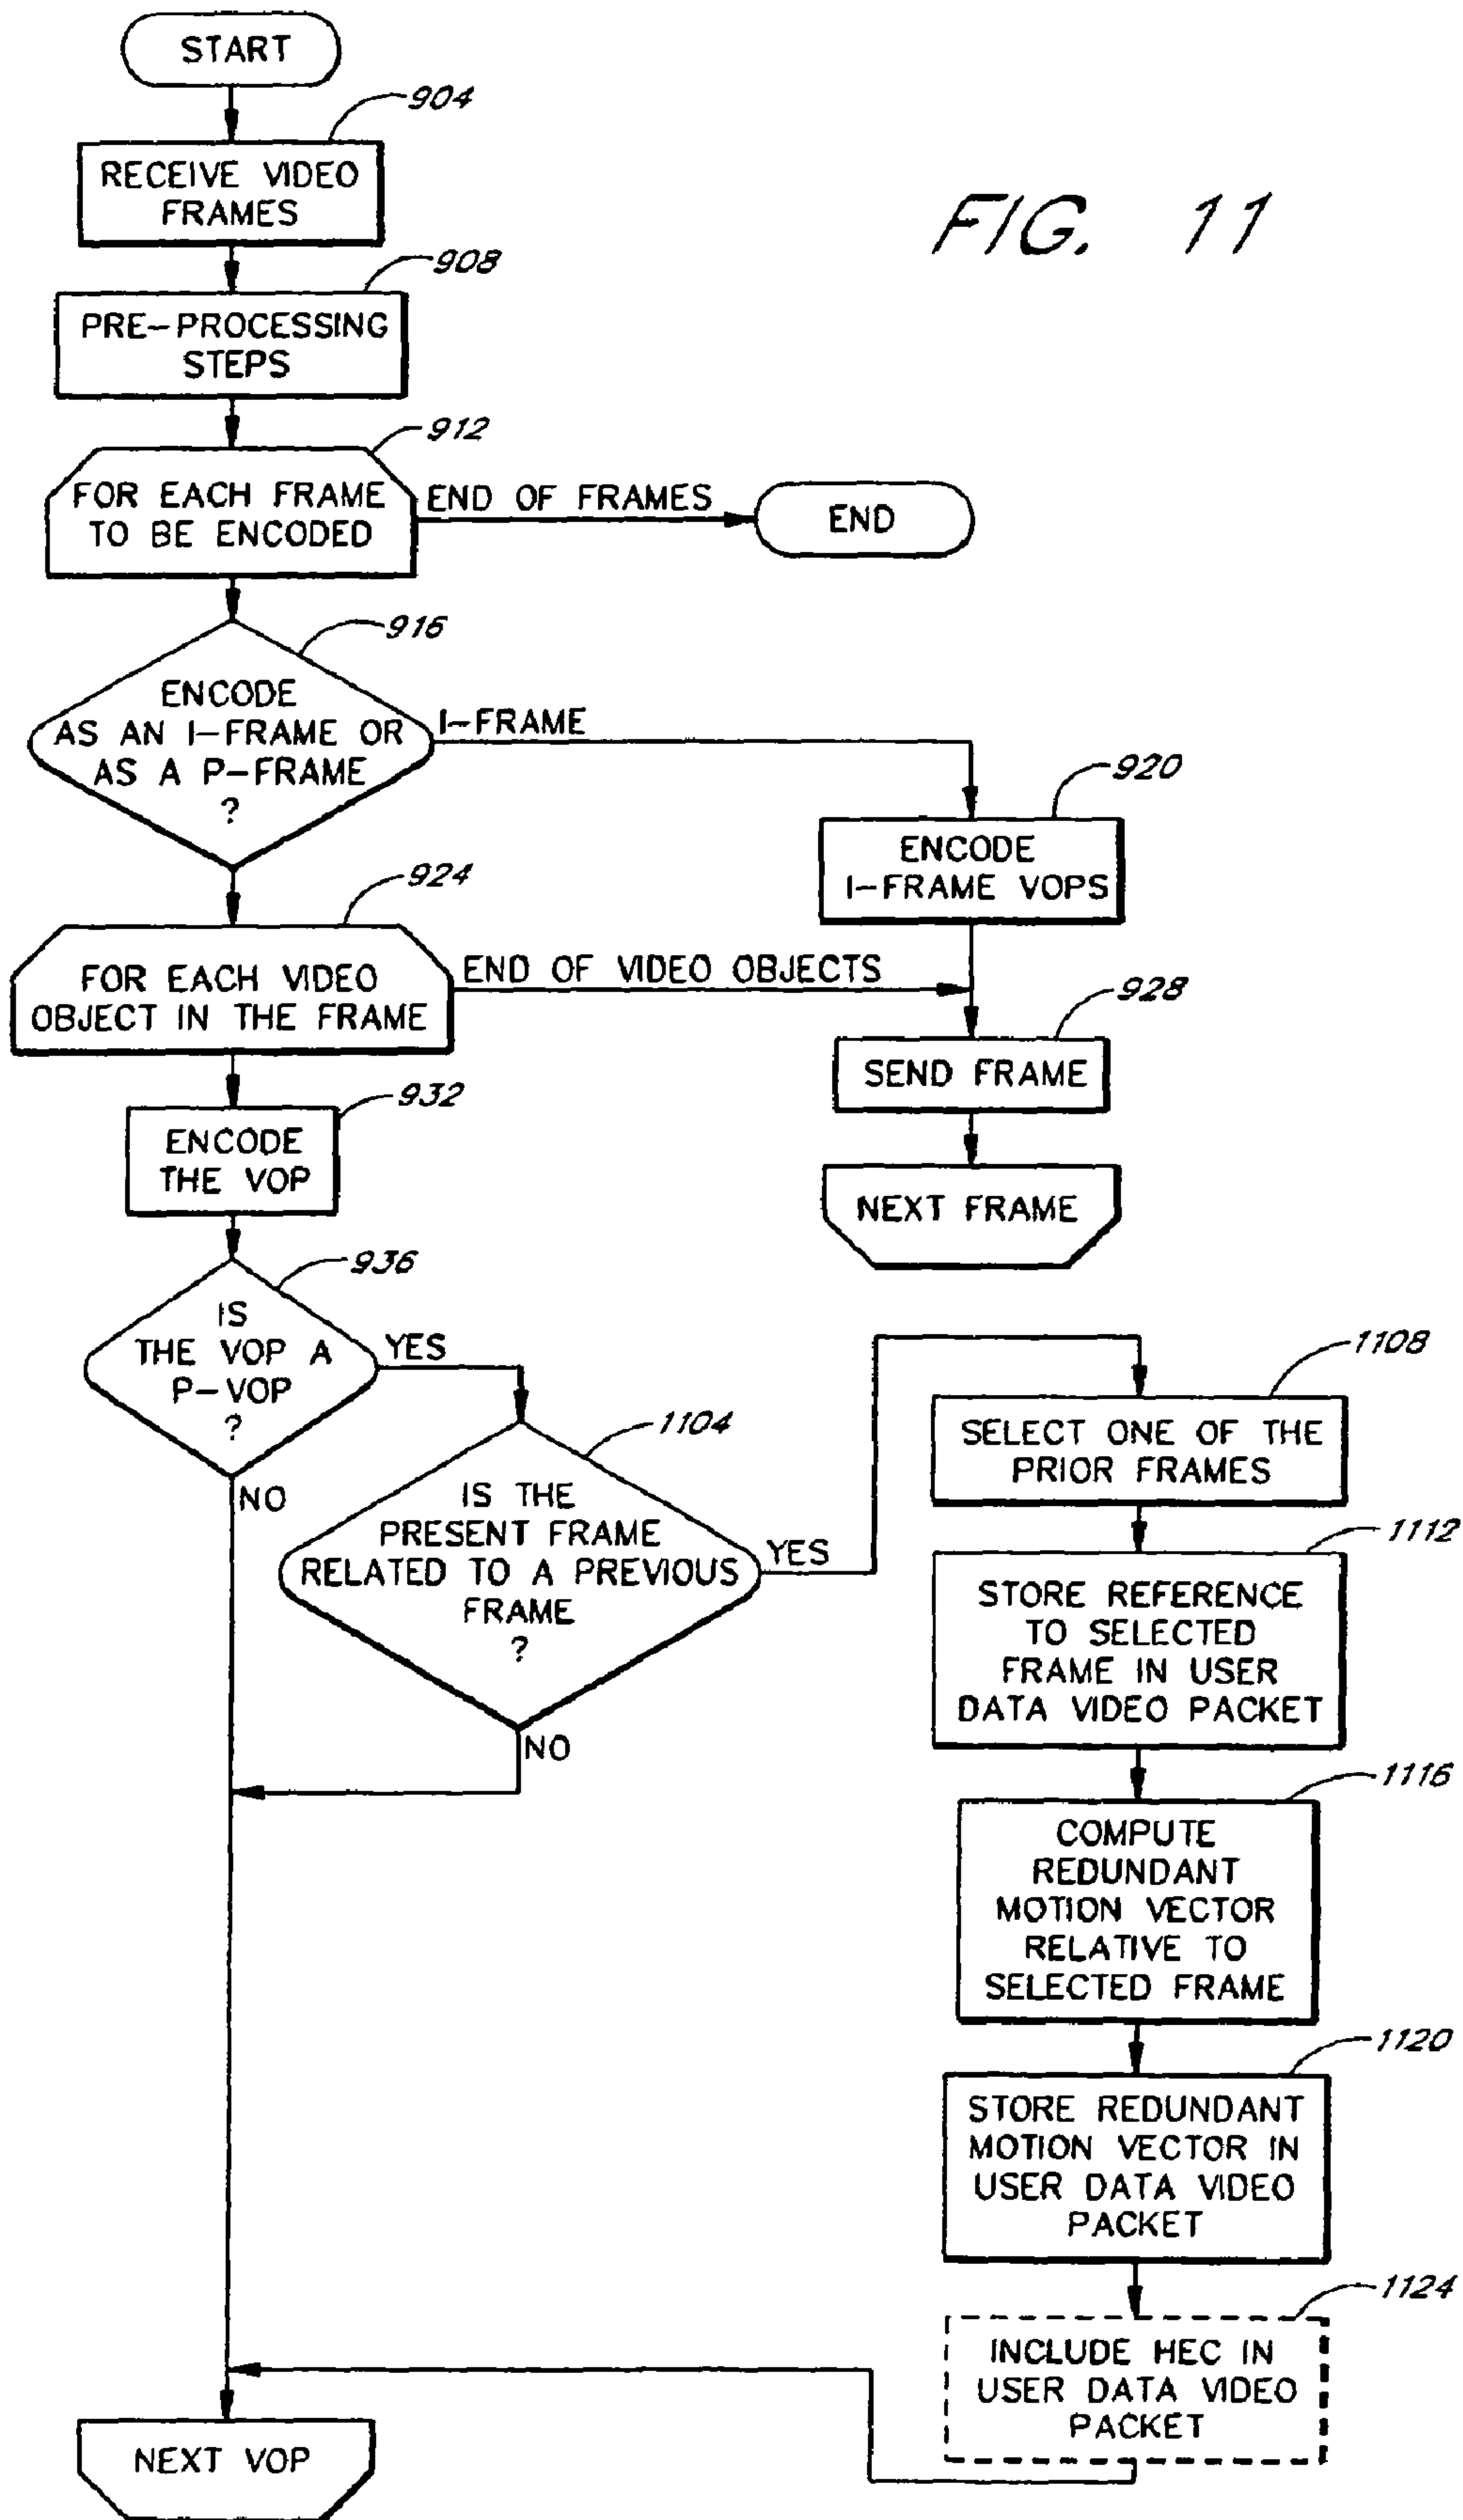 START
904
RECEIVE VIDEO
FRAMES
FIG. 11
908
PRE-PROCESSING
STEPS
912
FOR EACH FRAME
TO BE ENCODED
END OF FRAMES
END
916
ENCODE
AS AN I-FRAME OR
AS A P-FRAME
?
I-FRAME
920
ENCODE
I-FRAME VOPS
924
FOR EACH VIDEO
OBJECT IN THE FRAME
END OF VIDEO OBJECTS
928
SEND FRAME
932
ENCODE
THE VOP
NEXT FRAME
936
IS
THE VOP A
P-VOP
?
YES
NO
1104
IS THE
PRESENT FRAME
RELATED TO A PREVIOUS
FRAME
?
YES
NO
1108
SELECT ONE OF THE
PRIOR FRAMES
1112
STORE REFERENCE
TO SELECTED
FRAME IN USER
DATA VIDEO PACKET
1116
COMPUTE
REDUNDANT
MOTION VECTOR
RELATIVE TO
SELECTED FRAME
1120
STORE REDUNDANT
MOTION VECTOR IN
USER DATA VIDEO
PACKET
1124
INCLUDE HEC IN
USER DATA VIDEO
PACKET
NEXT VOP